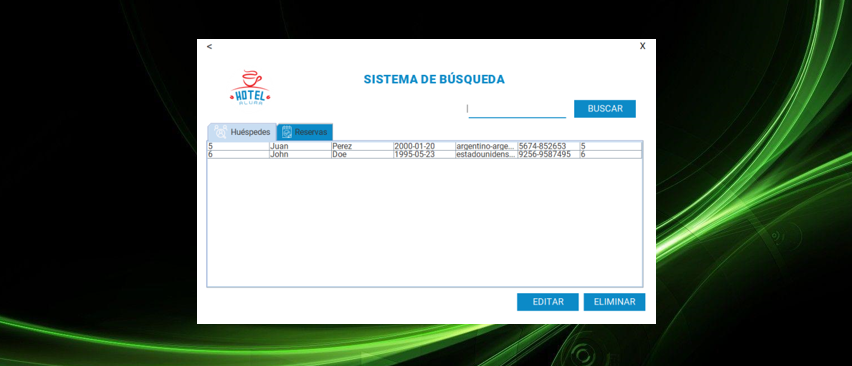 < X
HOTEL
ALURA
SISTEMA DE BÚSQUEDA
BUSCAR
Huéspedes Reservas
5 Juan Perez 2000-01-20 argentino-arge... 5674-852653 5
6 John Doe 1995-05-23 estadounidens... 9256-9587495 6
EDITAR ELIMINAR